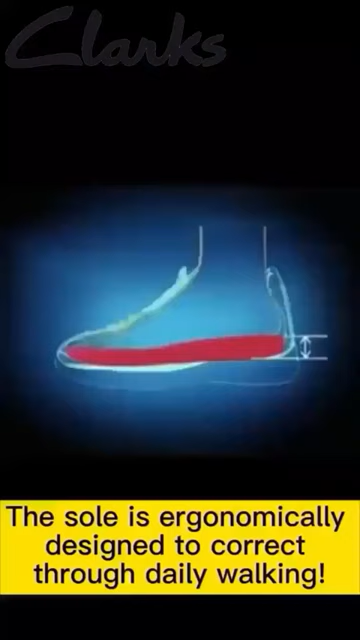 Clarks
The sole is ergonomically
designed to correct
through daily walking!